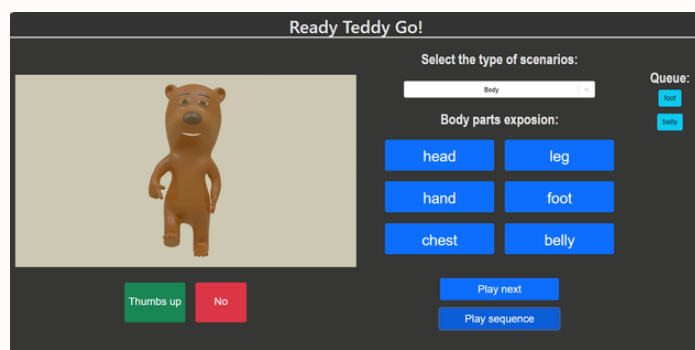 Ready Teddy Go!
Select the type of scenarios:
Body
Body parts exposion:
head
leg
hand
foot
chest
belly
Play next
Play sequence
Thumbs up
No
Queue:
foot
belly